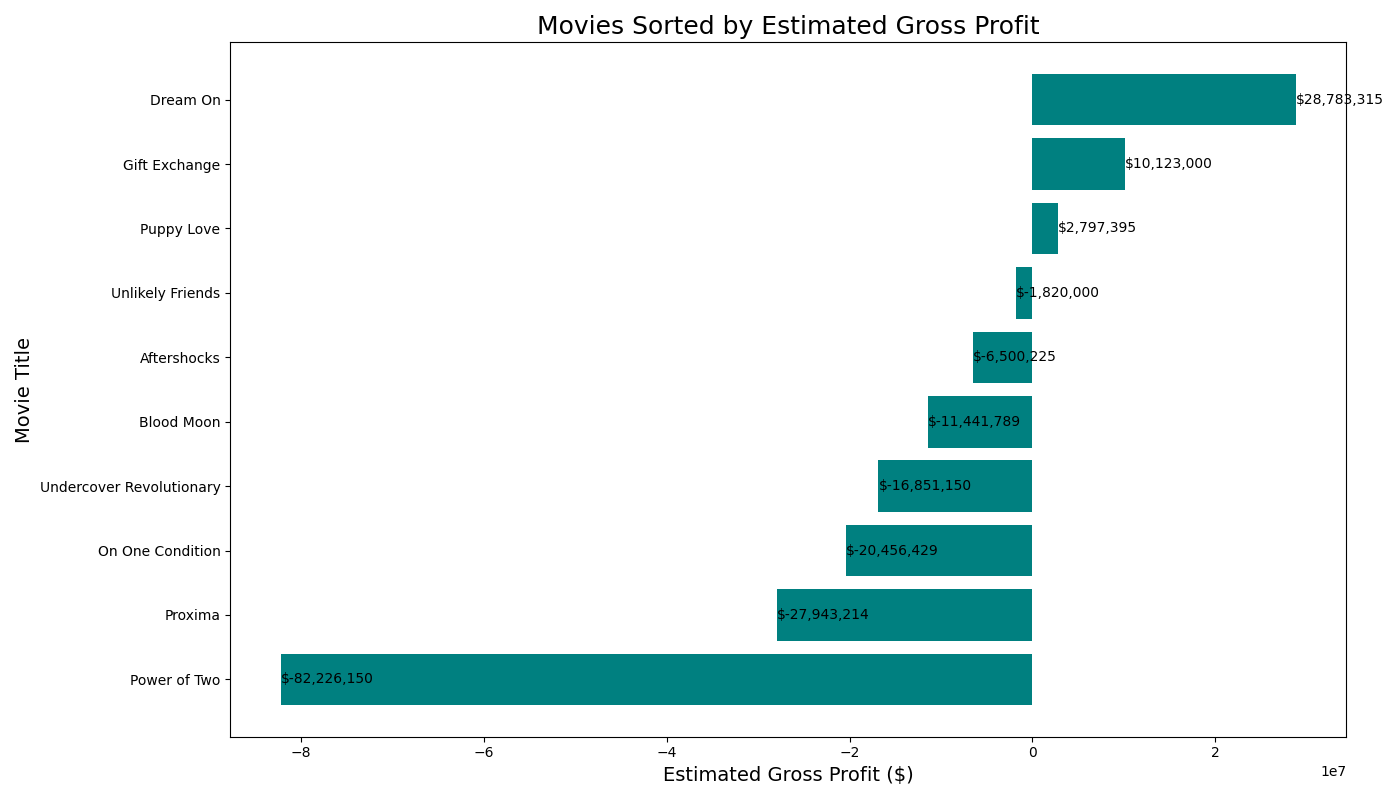 Movies Sorted by Estimated Gross Profit
Movie Title
Dream On
$28,783,315
Gift Exchange
$10,123,000
Puppy Love
$2,797,395
Unlikely Friends
$-1,820,000
Aftershocks
$-6,500,225
Blood Moon
$-11,441,789
Undercover Revolutionary
$-16,851,150
On One Condition
$-20,456,429
Proxima
$-27,943,214
Power of Two
$-82,226,150
−8 −6 −4 −2 0 2
1e7
Estimated Gross Profit ($)